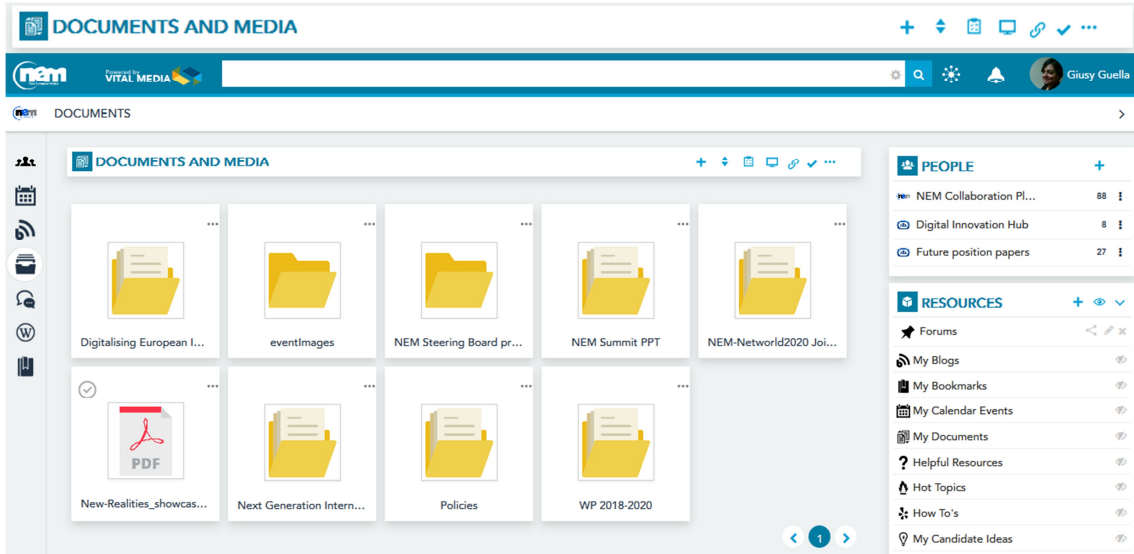 DOCUMENTS AND MEDIA
nem
Powered by
VITAL MEDIA
Giusy Guella
nem
DOCUMENTS
DOCUMENTS AND MEDIA
Digitalising European I...
eventImages
NEM Steering Board pr...
NEM Summit PPT
NEM-Networld2020 Joi...
PDF
New-Realities_showcas...
Next Generation Intern...
Policies
WP 2018-2020
1
PEOPLE
nem NEM Collaboration Pl... 88
Digital Innovation Hub 8
Future position papers 27
RESOURCES
Forums
My Blogs
My Bookmarks
My Calendar Events
My Documents
Helpful Resources
Hot Topics
How To's
My Candidate Ideas